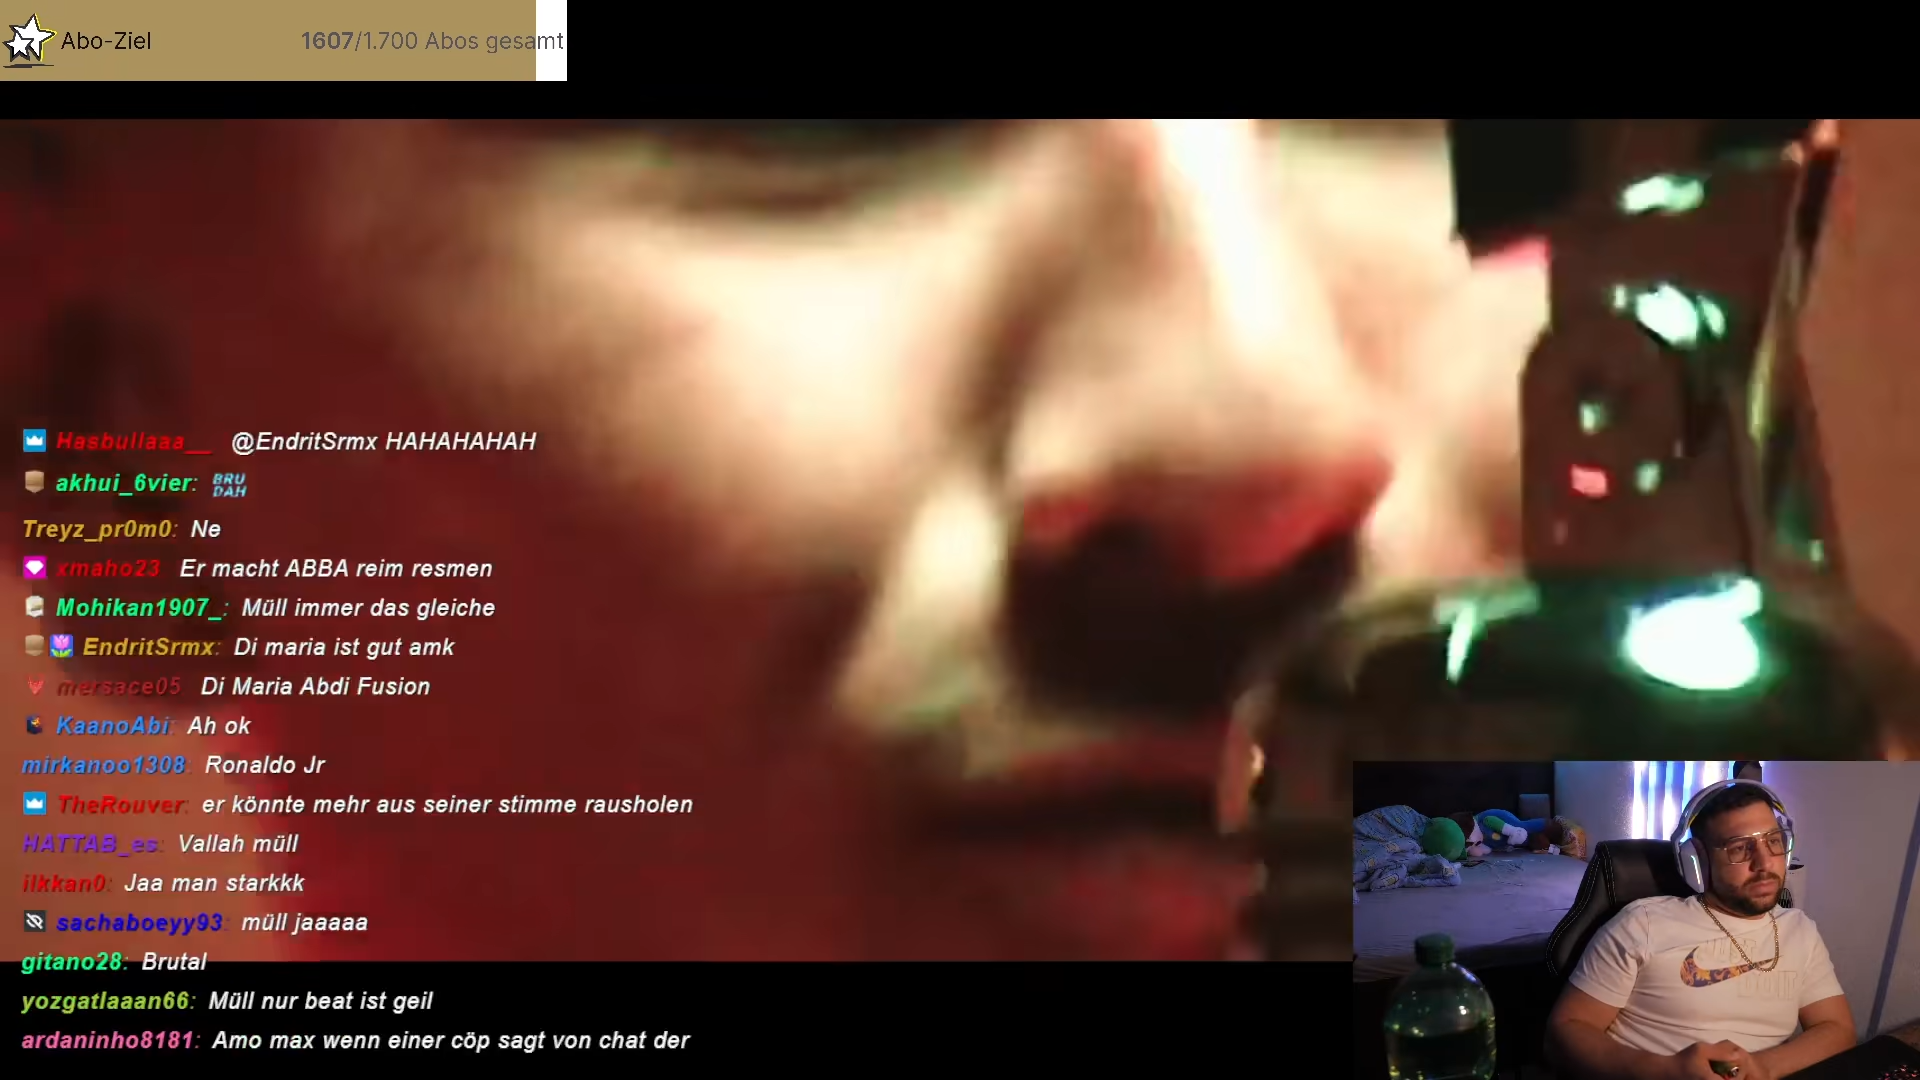 Abo-Ziel 1607/1.700 Abos gesamt
Hasbullaaa__ @EndritSrmx HAHAHAHAH
akhui_6vier: BRU DAH
Treyz_pr0m0: Ne
xmaho23 Er macht ABBA reim resmen
Mohikan1907_: Müll immer das gleiche
EndritSrmx: Di maria ist gut amk
mersace05 Di Maria Abdi Fusion
KaanoAbi: Ah ok
mirkanoo1308: Ronaldo Jr
TheRouver: er könnte mehr aus seiner stimme rausholen
HATTAB_es: Vallah müll
ilkkan0: Jaa man starkkk
sachaboeyy93: müll jaaaaa
gitano28: Brutal
yozgatlaaan66: Müll nur beat ist geil
ardaninho8181: Amo max wenn einer cöp sagt von chat der